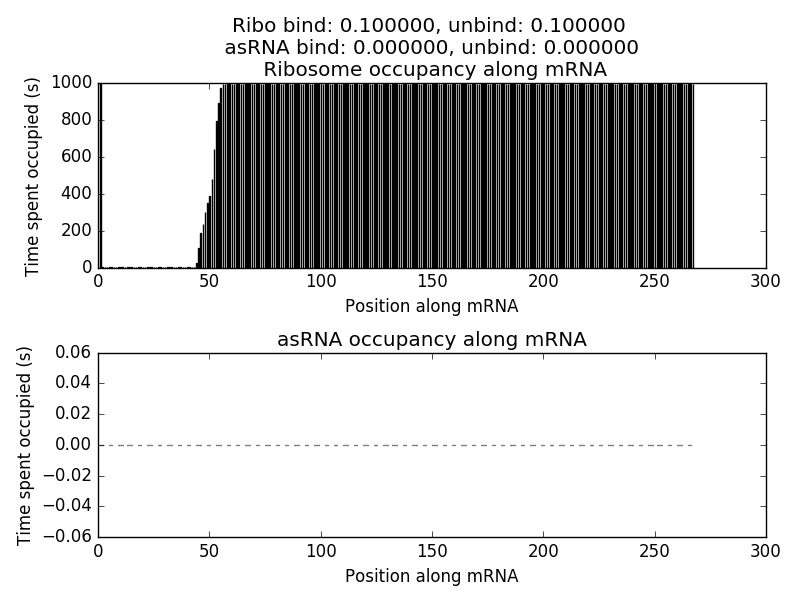 Ribo bind: 0.100000, unbind: 0.100000
asRNA bind: 0.000000, unbind: 0.000000
Ribosome occupancy along mRNA
Time spent occupied (s)
1000
800
600
400
200
0
0 50 100 150 200 250 300
Position along mRNA
asRNA occupancy along mRNA
Time spent occupied (s)
0.06
0.04
0.02
0.00
−0.02
−0.04
−0.06
0 50 100 150 200 250 300
Position along mRNA